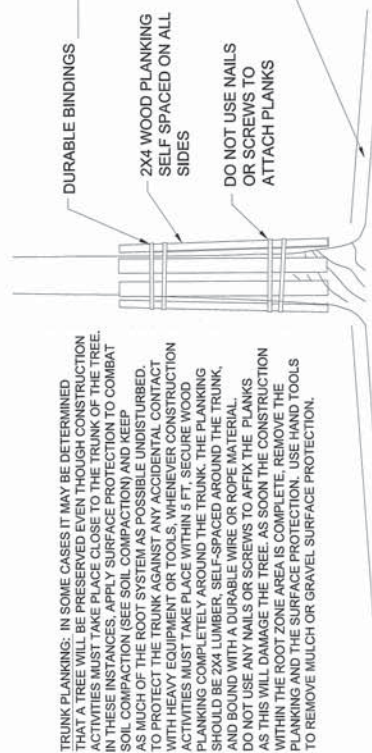 TRUNK PLANKING: IN SOME CASES IT MAY BE DETERMINED
THAT A TREE WILL BE PRESERVED EVEN THOUGH CONSTRUCTION
ACTIVITIES MUST TAKE PLACE CLOSE TO THE TRUNK OF THE TREE.
IN THESE INSTANCES, APPLY SURFACE PROTECTION TO COMBAT
SOIL COMPACTION (SEE SOIL COMPACTION) AND KEEP
AS MUCH OF THE ROOT SYSTEM AS POSSIBLE UNDISTURBED.
TO PROTECT THE TRUNK AGAINST ANY ACCIDENTAL CONTACT
WITH HEAVY EQUIPMENT OR TOOLS, WHENEVER CONSTRUCTION
ACTIVITIES MUST TAKE PLACE WITHIN 5 FT, SECURE WOOD
PLANKING COMPLETELY AROUND THE TRUNK. THE PLANKING
SHOULD BE 2X4 LUMBER, SELF-SPACED AROUND THE TRUNK,
AND BOUND WITH A DURABLE WIRE OR ROPE MATERIAL.
DO NOT USE ANY NAILS OR SCREWS TO AFFIX THE PLANKS
AS THIS WILL DAMAGE THE TREE. AS SOON THE CONSTRUCTION
WITHIN THE ROOT ZONE AREA IS COMPLETE, REMOVE THE
PLANKING AND THE SURFACE PROTECTION. USE HAND TOOLS
TO REMOVE MULCH OR GRAVEL SURFACE PROTECTION.
DURABLE BINDINGS
2X4 WOOD PLANKING
SELF SPACED ON ALL
SIDES
DO NOT USE NAILS
OR SCREWS TO
ATTACH PLANKS